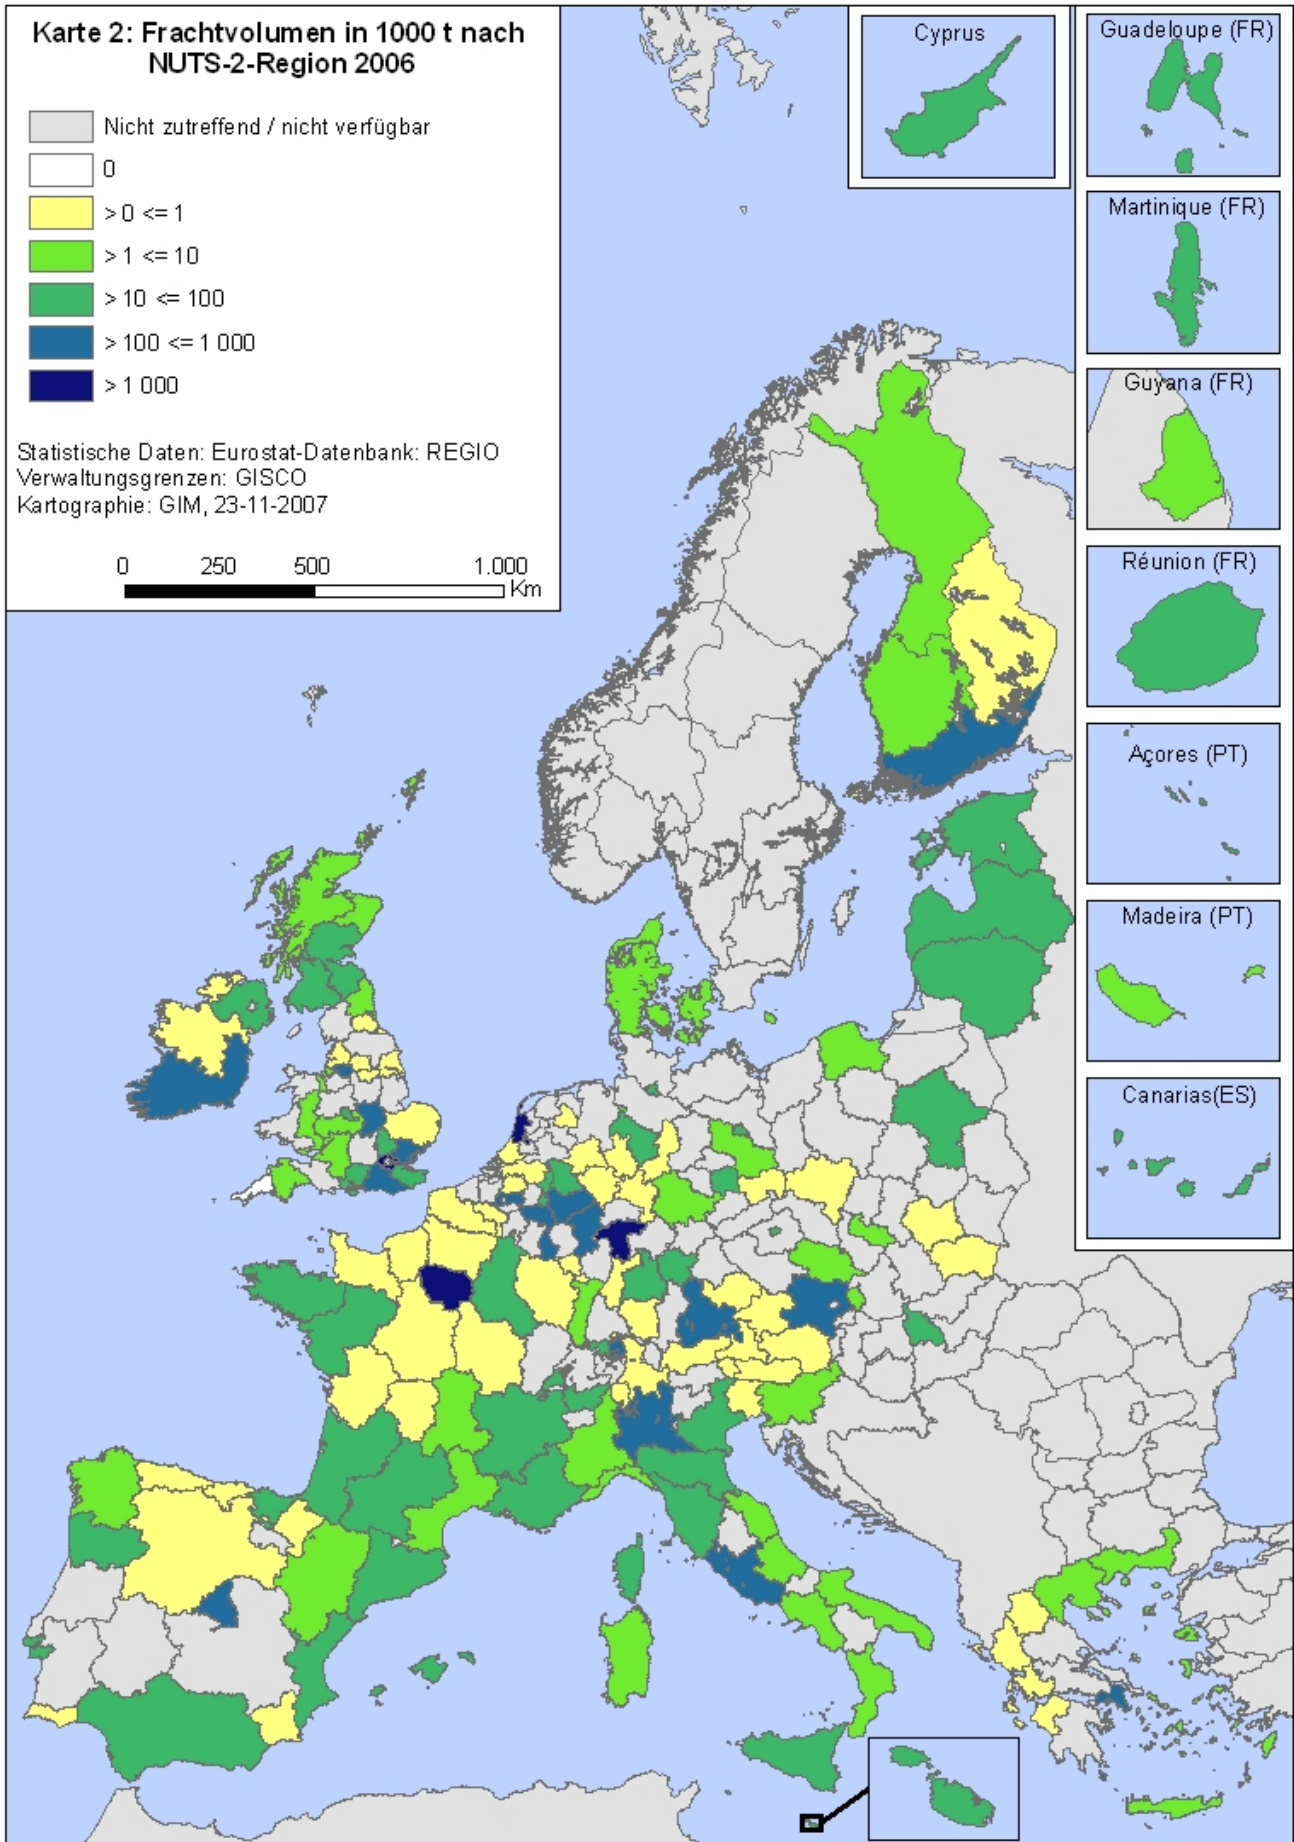 Karte 2: Frachtvolumen in 1000 t nach
NUTS-2-Region 2006
Nicht zutreffend / nicht verfügbar
0
> 0 <= 1
> 1 <= 10
> 10 <= 100
> 100 <= 1 000
> 1 000
Statistische Daten: Eurostat-Datenbank: REGIO
Verwaltungsgrenzen: GISCO
Kartographie: GIM, 23-11-2007
0 250 500 1.000
Km
Cyprus
Guadeloupe (FR)
Martinique (FR)
Guyana (FR)
Réunion (FR)
Açores (PT)
Madeira (PT)
Canarias(ES)